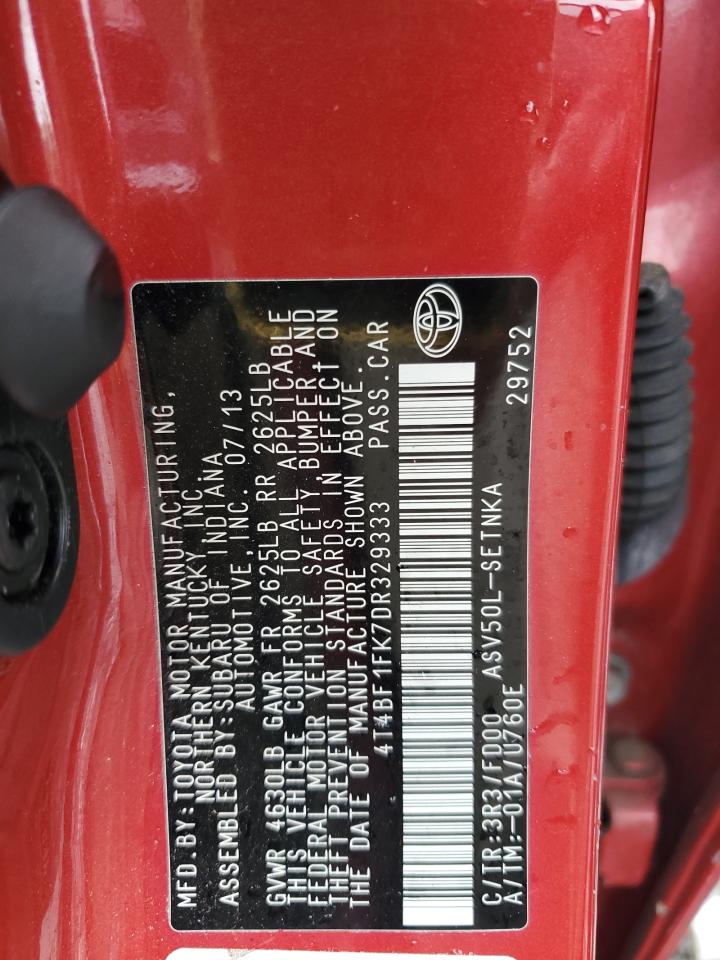 MFD.BY:TOYOTA MOTOR MANUFACTURING,
NORTHERN KENTUCKY, INC.
ASSEMBLED BY:SUBARU OF INDIANA
AUTOMOTIVE,INC. 07/13
GVWR 4630LB GAWR FR 2625LB RR 2625LB
THIS VEHICLE CONFORMS TO ALL APPLICABLE
FEDERAL MOTOR VEHICLE SAFETY, BUMPER, AND
THEFT PREVENTION STANDARDS IN EFFECT ON
THE DATE OF MANUFACTURE SHOWN ABOVE.
4T4BF1FK7DR329333 PASS.CAR
C/TR:3R3/FD00 ASV50L-SETNKA
A/TM:-01A/U760E 29752